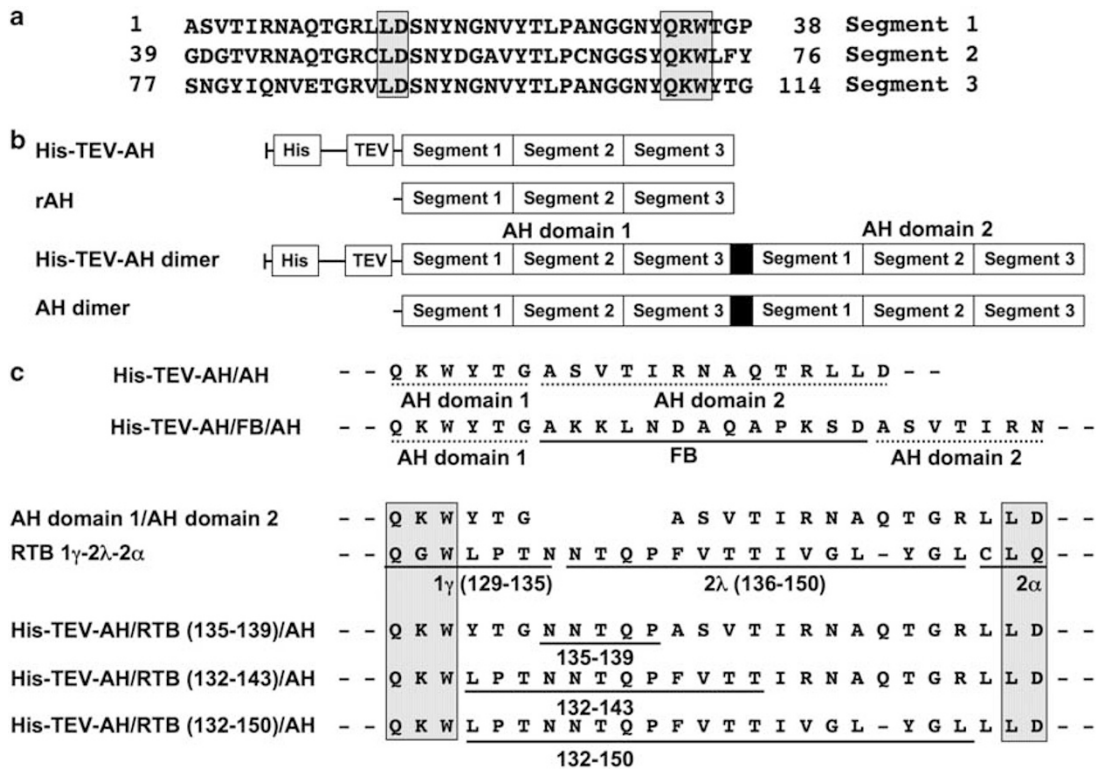 a
1 ASVTIRNAQTGRLLDSNYNGNVYTLPANGGNYQRWTGP 38 Segment 1
39 GDGTVRNAQTGRCLDSNYDGAVYTLPCNGGSYQKWLFY 76 Segment 2
77 SNGYIQNVETGRVLDSNYNGNVYTLPANGGNYQKWYTG 114 Segment 3
b
His-TEV-AH His TEV Segment 1 Segment 2 Segment 3
rAH Segment 1 Segment 2 Segment 3
AH domain 1 AH domain 2
His-TEV-AH dimer His TEV Segment 1 Segment 2 Segment 3 Segment 1 Segment 2 Segment 3
AH dimer Segment 1 Segment 2 Segment 3 Segment 1 Segment 2 Segment 3
c
His-TEV-AH/AH - - Q K W Y T G A S V T I R N A Q T R L L D - -
AH domain 1 AH domain 2
His-TEV-AH/FB/AH - - Q K W Y T G A K K L N D A Q A P K S D A S V T I R N - -
AH domain 1 FB AH domain 2
AH domain 1/AH domain 2 - - Q K W Y T G A S V T I R N A Q T G R L L D - -
RTB 1γ-2λ-2α - - Q G W L P T N N T Q P F V T T I V G L - Y G L C L Q - -
1γ (129-135) 2λ (136-150) 2α
His-TEV-AH/RTB (135-139)/AH - - Q K W Y T G N N T Q P A S V T I R N A Q T G R L L D - -
135-139
His-TEV-AH/RTB (132-143)/AH - - Q K W L P T N N T Q P F V T T I R N A Q T G R L L D - -
132-143
His-TEV-AH/RTB (132-150)/AH - - Q K W L P T N N T Q P F V T T I V G L - Y G L L L D - -
132-150